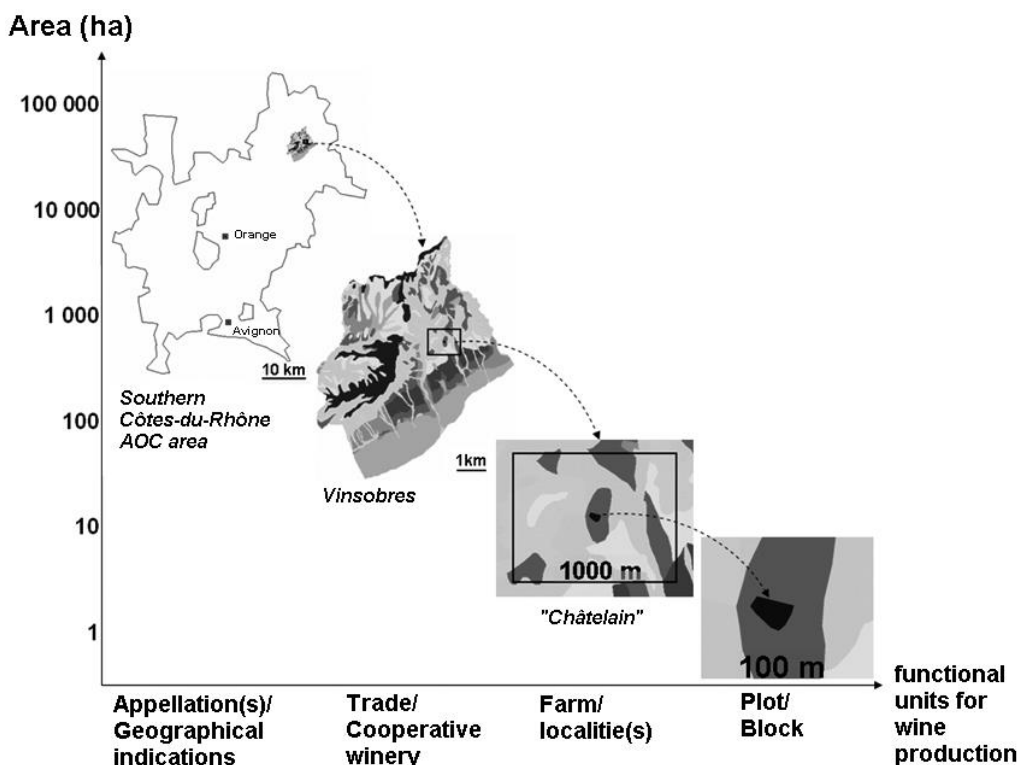 Area (ha)
100 000
10 000
1 000
100
10
1
Orange
Avignon
10 km
Southern
Côtes-du-Rhône
AOC area
1km
Vinsobres
1000 m
"Châtelain"
100 m
Appellation(s)/
Geographical
indications
Trade/
Cooperative
winery
Farm/
localitie(s)
Plot/
Block
functional
units for
wine
production